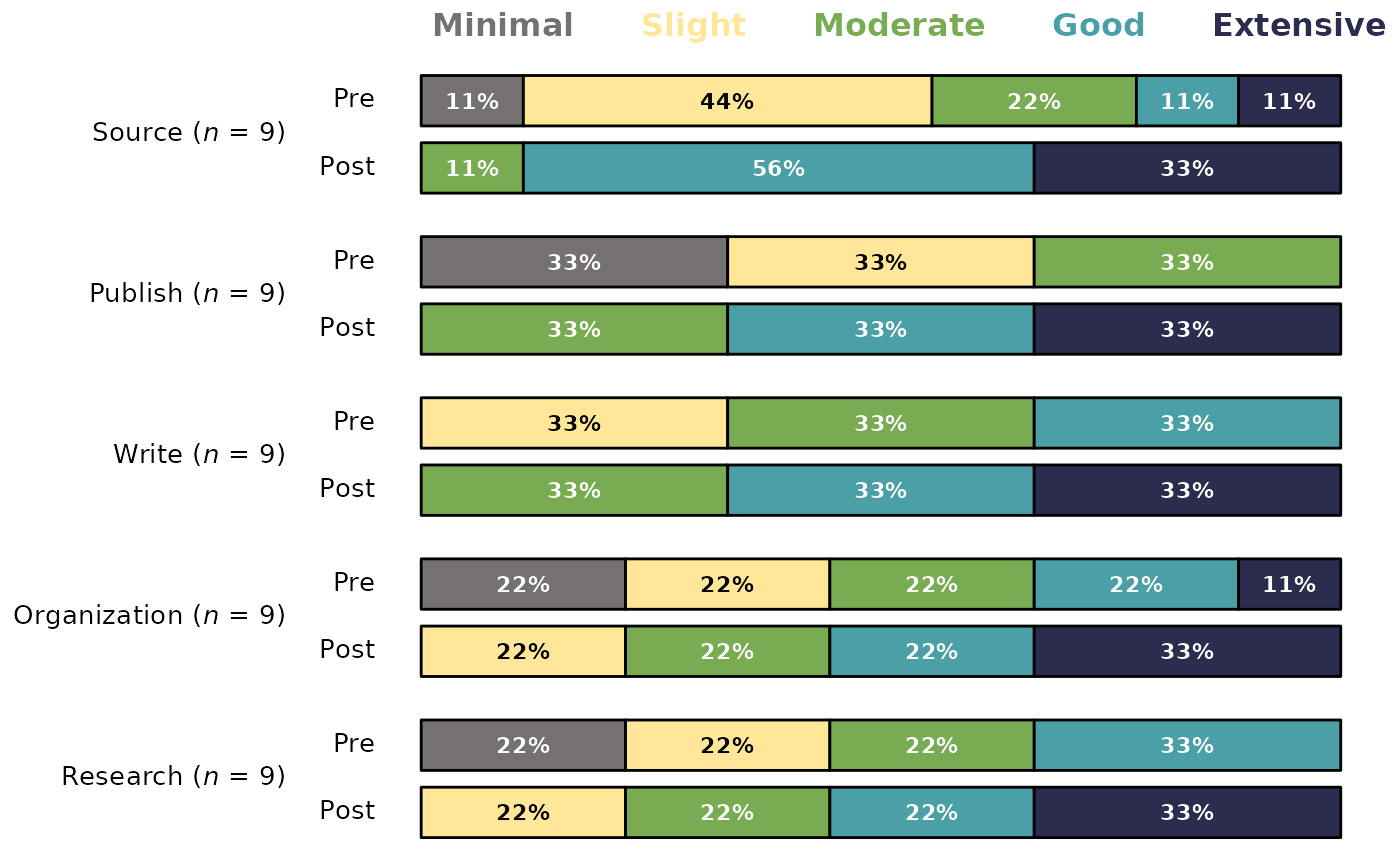 Minimal Slight Moderate Good Extensive
Pre 11% 44% 22% 11% 11%
Source (n = 9)
Post 11% 56% 33%
Pre 33% 33% 33%
Publish (n = 9)
Post 33% 33% 33%
Pre 33% 33% 33%
Write (n = 9)
Post 33% 33% 33%
Pre 22% 22% 22% 22% 11%
Organization (n = 9)
Post 22% 22% 22% 33%
Pre 22% 22% 22% 33%
Research (n = 9)
Post 22% 22% 22% 33%